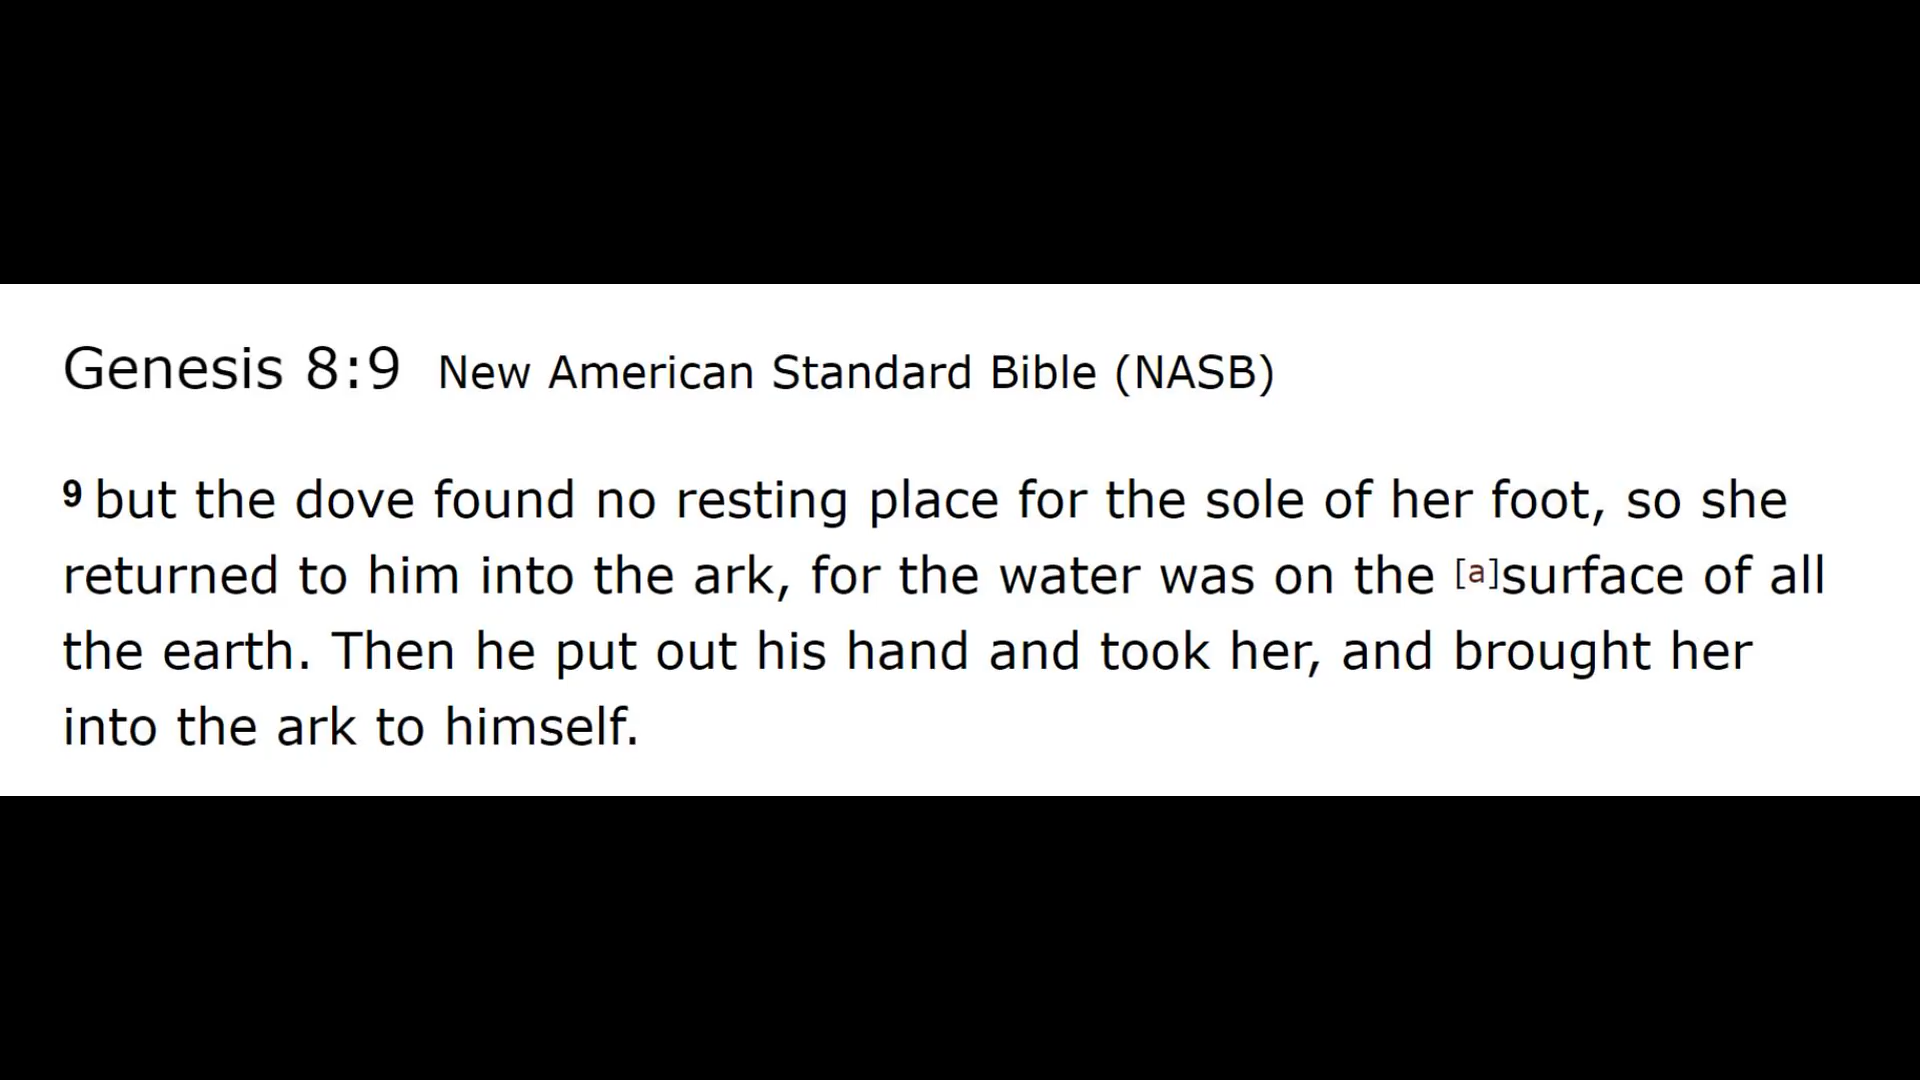 Genesis 8:9 New American Standard Bible (NASB)
9 but the dove found no resting place for the sole of her foot, so she
returned to him into the ark, for the water was on the [a]surface of all
the earth. Then he put out his hand and took her, and brought her
into the ark to himself.